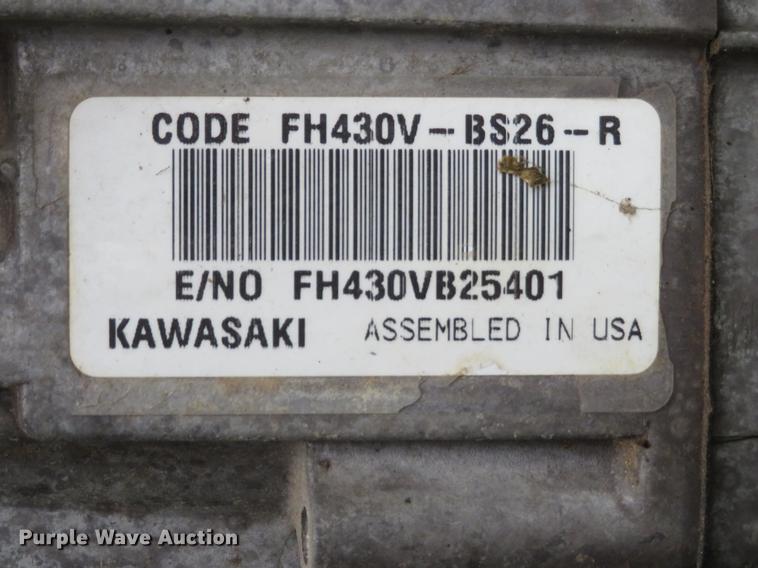 CODE FH430V-BS26-R
E/NO FH430VB25401
KAWASAKI ASSEMBLED IN USA
Purple Wave Auction